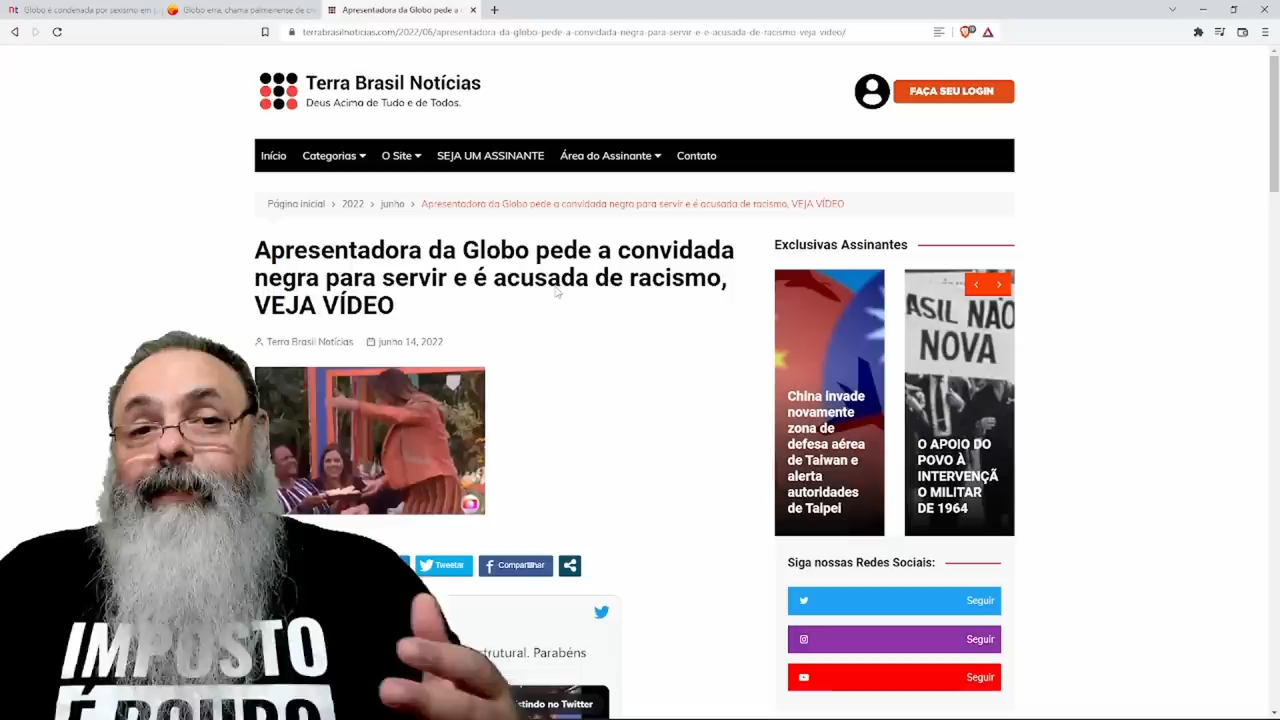 Globo é condenada por sexismo em
Globo erra, chama palmeirense de
Apresentadora da Globo pede a
terrabrasilnoticias.com/2022/06/apresentadora-da-globo-pede-a-convidada-negra-para-servir-e-e-acusada-de-racismo-veja-video/
Terra Brasil Notícias
Deus Acima de Tudo e de Todos.
FAÇA SEU LOGIN
Início Categorias O Site SEJA UM ASSINANTE Área do Assinante Contato
Página inicial > 2022 > junho > Apresentadora da Globo pede a convidada negra para servir e é acusada de racismo, VEJA VÍDEO
Apresentadora da Globo pede a convidada
negra para servir e é acusada de racismo,
VEJA VÍDEO
Terra Brasil Notícias junho 14, 2022
Exclusivas Assinantes
China invade
novamente
zona de
defesa aérea
de Taiwan e
alerta
autoridades
de Taipei
ASIL NÃO
NOVA
O APOIO DO
POVO À
INTERVENÇÃ
O MILITAR
DE 1964
Tweetar
Compartilhar
Siga nossas Redes Sociais:
Seguir
Seguir
Seguir
strutural. Parabéns
stindo no Twitter
IMPOSTO
É ROUBO